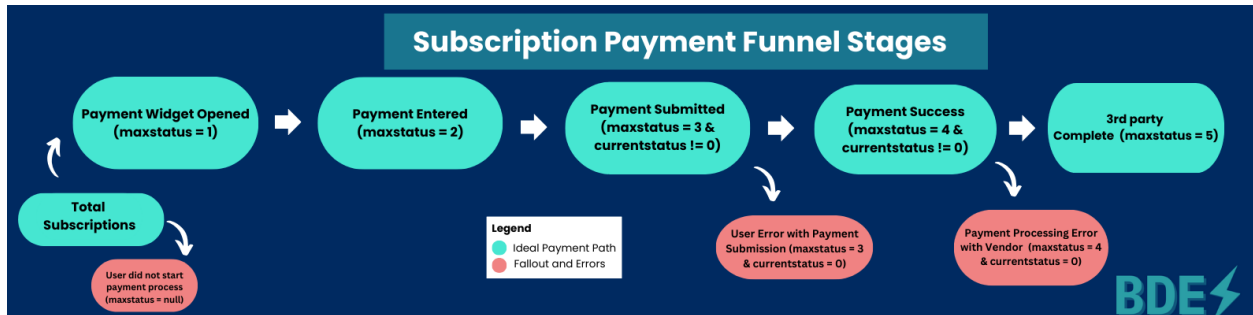 Subscription Payment Funnel Stages
Payment Widget Opened
(maxstatus = 1)
Payment Entered
(maxstatus = 2)
Payment Submitted
(maxstatus = 3 &
currentstatus != 0)
Payment Success
(maxstatus = 4 &
currentstatus != 0)
3rd party
Complete (maxstatus = 5)
Total
Subscriptions
User did not start
payment process
(maxstatus = null)
Legend
Ideal Payment Path
Fallout and Errors
User Error with Payment
Submission (maxstatus = 3
& currentstatus = 0)
Payment Processing Error
with Vendor (maxstatus = 4
& currentstatus = 0)
BDE